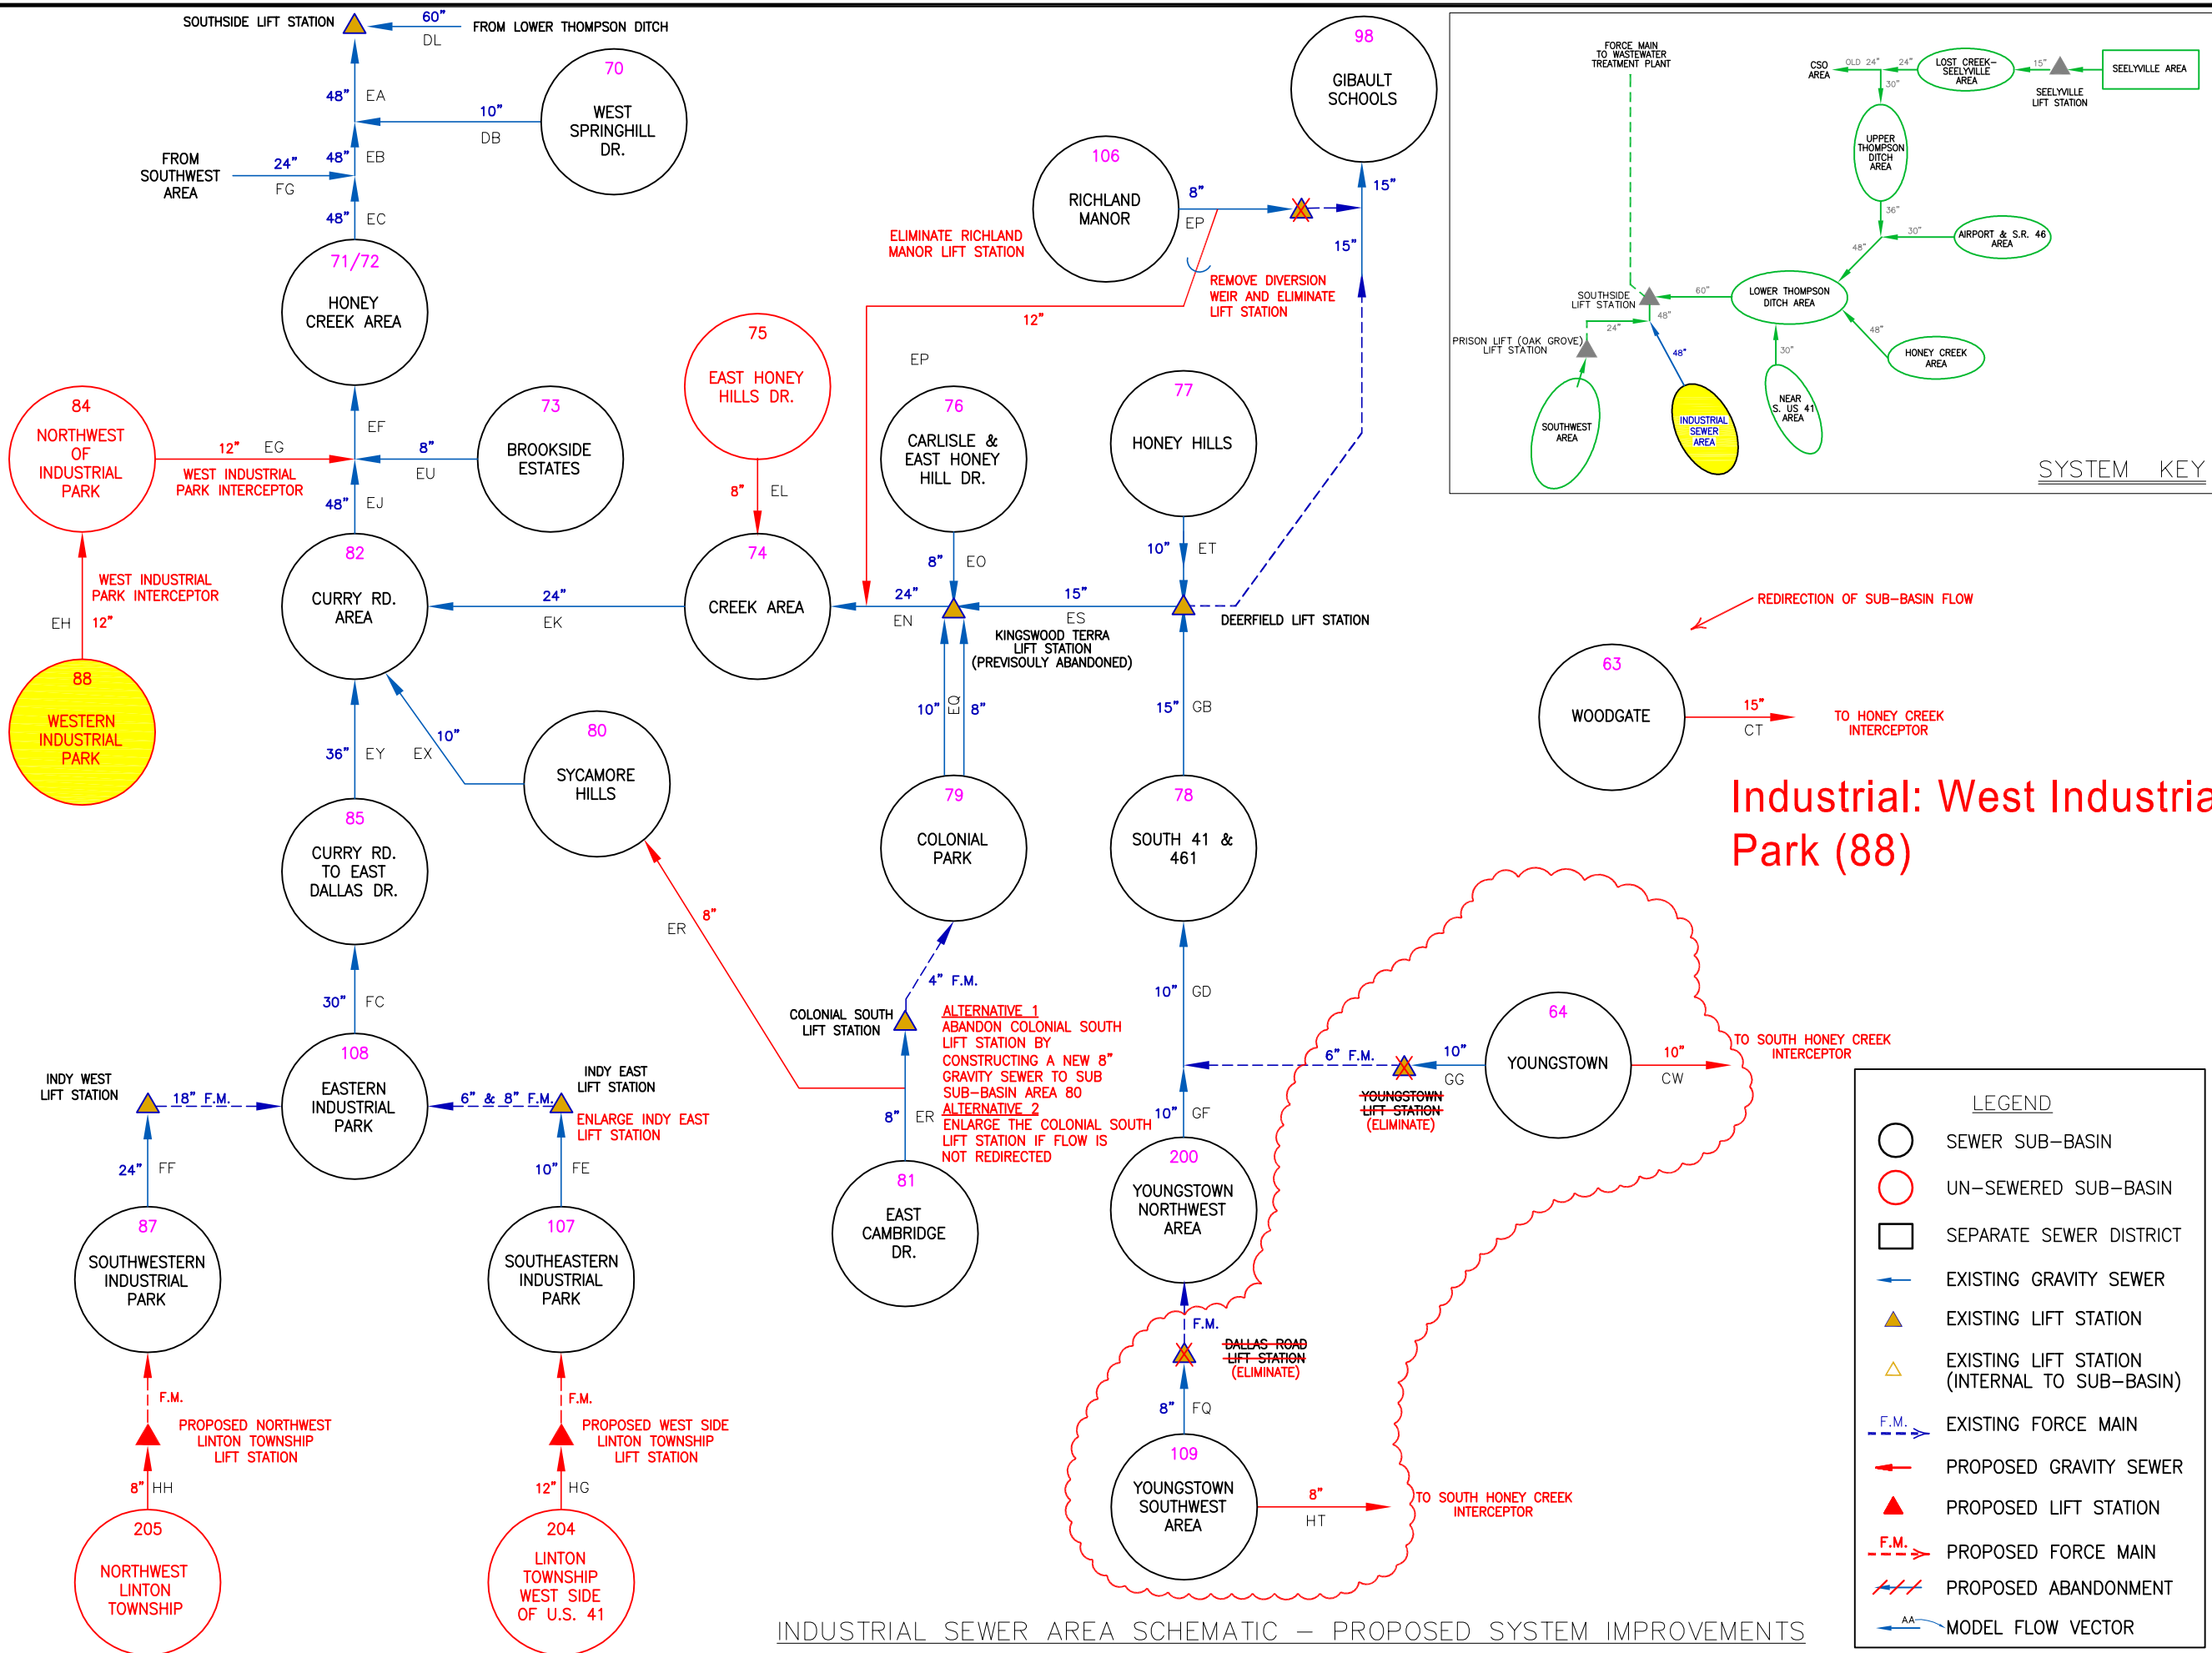 SOUTHSIDE LIFT STATION
60"
DL
FROM LOWER THOMPSON DITCH
48" EA
70
WEST
SPRINGHILL
DR.
10"
DB
48" EB
FROM
SOUTHWEST
AREA
24"
FG
48" EC
71/72
HONEY
CREEK AREA
84
NORTHWEST
OF
INDUSTRIAL
PARK
12" EG
WEST INDUSTRIAL
PARK INTERCEPTOR
EF
8"
EU
73
BROOKSIDE
ESTATES
48" EJ
WEST INDUSTRIAL
PARK INTERCEPTOR
EH 12"
88
WESTERN
INDUSTRIAL
PARK
82
CURRY RD.
AREA
24"
EK
75
EAST HONEY
HILLS DR.
8" EL
74
CREEK AREA
36" EY
10"
EX
80
SYCAMORE
HILLS
85
CURRY RD.
TO EAST
DALLAS DR.
30" FC
108
EASTERN
INDUSTRIAL
PARK
INDY WEST
LIFT STATION
18" F.M.
6" & 8" F.M.
INDY EAST
LIFT STATION
ENLARGE INDY EAST
LIFT STATION
24" FF
10" FE
87
SOUTHWESTERN
INDUSTRIAL
PARK
107
SOUTHEASTERN
INDUSTRIAL
PARK
F.M.
PROPOSED NORTHWEST
LINTON TOWNSHIP
LIFT STATION
8" HH
205
NORTHWEST
LINTON
TOWNSHIP
F.M.
PROPOSED WEST SIDE
LINTON TOWNSHIP
LIFT STATION
12" HG
204
LINTON
TOWNSHIP
WEST SIDE
OF U.S. 41
98
GIBAULT
SCHOOLS
15"
106
RICHLAND
MANOR
8"
EP
15"
ELIMINATE RICHLAND
MANOR LIFT STATION
REMOVE DIVERSION
WEIR AND ELIMINATE
LIFT STATION
12"
EP
76
CARLISLE &
EAST HONEY
HILL DR.
8" EO
77
HONEY HILLS
10" ET
24"
EN
15"
ES
DEERFIELD LIFT STATION
KINGSWOOD TERRA
LIFT STATION
(PREVISOULY ABANDONED)
10" EQ 8"
15" GB
79
COLONIAL
PARK
78
SOUTH 41 &
461
8"
ER
4" F.M.
COLONIAL SOUTH
LIFT STATION
ALTERNATIVE 1
ABANDON COLONIAL SOUTH
LIFT STATION BY
CONSTRUCTING A NEW 8"
GRAVITY SEWER TO SUB
SUB-BASIN AREA 80
ALTERNATIVE 2
ENLARGE THE COLONIAL SOUTH
LIFT STATION IF FLOW IS
NOT REDIRECTED
8" ER
81
EAST
CAMBRIDGE
DR.
10" GD
6" F.M.
10"
GG
64
YOUNGSTOWN
10"
CW
TO SOUTH HONEY CREEK
INTERCEPTOR
YOUNGSTOWN
LIFT STATION
(ELIMINATE)
10" GF
200
YOUNGSTOWN
NORTHWEST
AREA
F.M.
DALLAS ROAD
LIFT STATION
(ELIMINATE)
8" FQ
109
YOUNGSTOWN
SOUTHWEST
AREA
8"
HT
TO SOUTH HONEY CREEK
INTERCEPTOR
REDIRECTION OF SUB-BASIN FLOW
63
WOODGATE
15"
CT
TO HONEY CREEK
INTERCEPTOR
Industrial: West Industria
Park (88)
FORCE MAIN
TO WASTEWATER
TREATMENT PLANT
CSO
AREA
OLD 24"
24"
LOST CREEK-
SEELYVILLE
AREA
15"
SEELYVILLE AREA
SEELYVILLE
LIFT STATION
30"
UPPER
THOMPSON
DITCH
AREA
36"
30"
AIRPORT & S.R. 46
AREA
48"
LOWER THOMPSON
DITCH AREA
60"
SOUTHSIDE
LIFT STATION
48"
24"
PRISON LIFT (OAK GROVE)
LIFT STATION
48"
30"
48"
HONEY CREEK
AREA
NEAR
S. US 41
AREA
SOUTHWEST
AREA
INDUSTRIAL
SEWER
AREA
SYSTEM KEY
LEGEND
SEWER SUB-BASIN
UN-SEWERED SUB-BASIN
SEPARATE SEWER DISTRICT
EXISTING GRAVITY SEWER
EXISTING LIFT STATION
EXISTING LIFT STATION
(INTERNAL TO SUB-BASIN)
F.M. EXISTING FORCE MAIN
PROPOSED GRAVITY SEWER
PROPOSED LIFT STATION
F.M. PROPOSED FORCE MAIN
PROPOSED ABANDONMENT
AA MODEL FLOW VECTOR
INDUSTRIAL SEWER AREA SCHEMATIC - PROPOSED SYSTEM IMPROVEMENTS